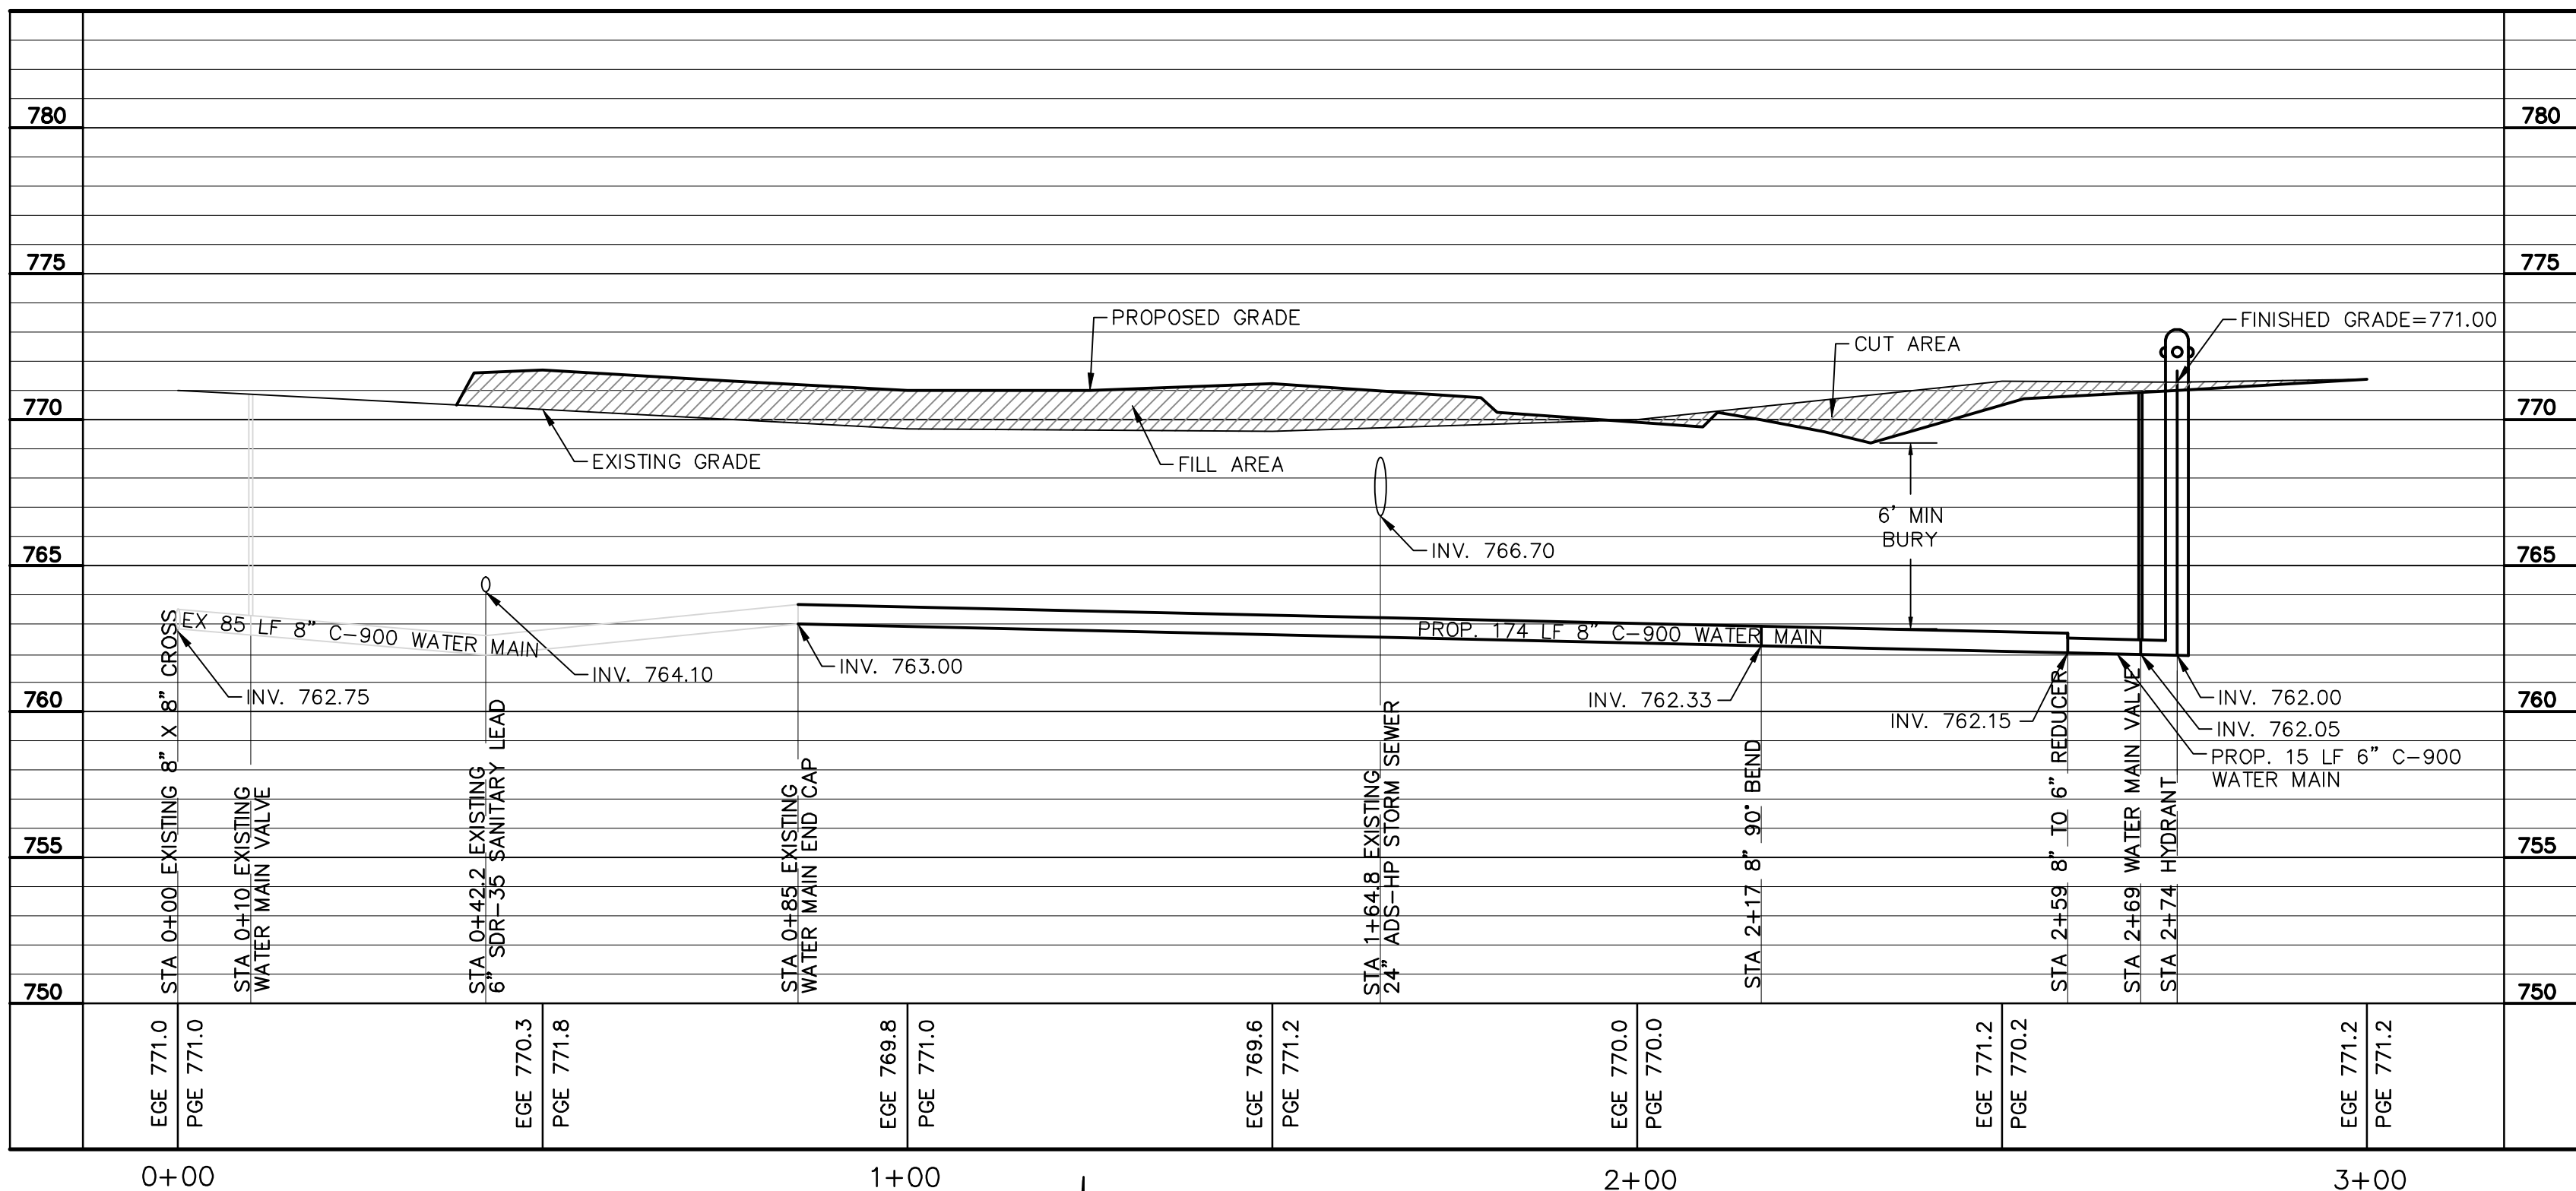 780
780
775
775
770
770
765
765
760
760
755
755
750
750
PROPOSED GRADE
FINISHED GRADE=771.00
CUT AREA
EXISTING GRADE
FILL AREA
6' MIN
BURY
INV. 766.70
EX 85 LF 8" C-900 WATER MAIN
PROP. 174 LF 8" C-900 WATER MAIN
INV. 762.75
INV. 764.10
INV. 763.00
INV. 762.33
INV. 762.15
INV. 762.00
INV. 762.05
PROP. 15 LF 6" C-900
WATER MAIN
STA 0+00 EXISTING 8" X 8" CROSS
STA 0+10 EXISTING
WATER MAIN VALVE
STA 0+42.2 EXISTING
6" SDR-35 SANITARY LEAD
STA 0+85 EXISTING
WATER MAIN END CAP
STA 1+64.8 EXISTING
24" ADS-HP STORM SEWER
STA 2+17 8" 90° BEND
STA 2+59 8" TO 6" REDUCER
STA 2+69 WATER MAIN VALVE
STA 2+74 HYDRANT
EGE 771.0
PGE 771.0
EGE 770.3
PGE 771.8
EGE 769.8
PGE 771.0
EGE 769.6
PGE 771.2
EGE 770.0
PGE 770.0
EGE 771.2
PGE 770.2
EGE 771.2
PGE 771.2
0+00
1+00
2+00
3+00